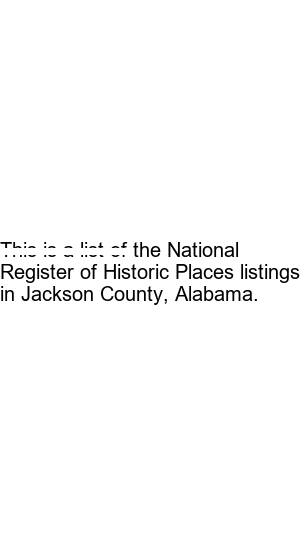 This is a list of the National
Register of Historic Places listings
in Jackson County, Alabama.